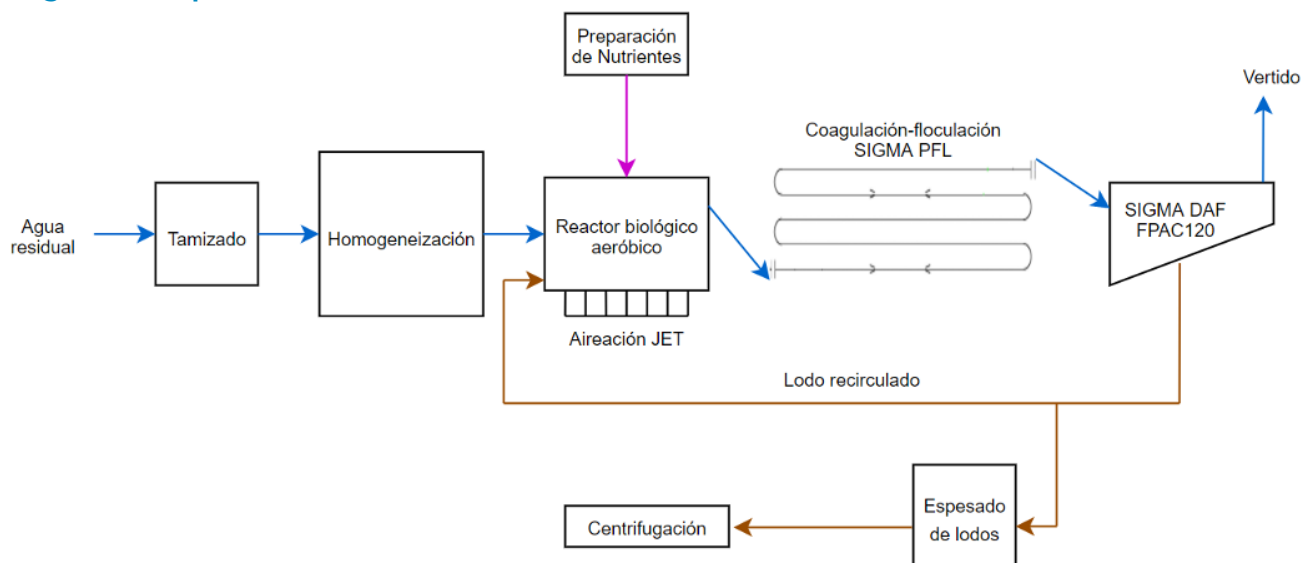 Preparación
de Nutrientes
Vertido
Coagulación-floculación
SIGMA PFL
Agua
residual
Tamizado
Homogeneización
Reactor biológico
aeróbico
SIGMA DAF
FPAC120
Aireación JET
Lodo recirculado
Centrifugación
Espesado
de lodos